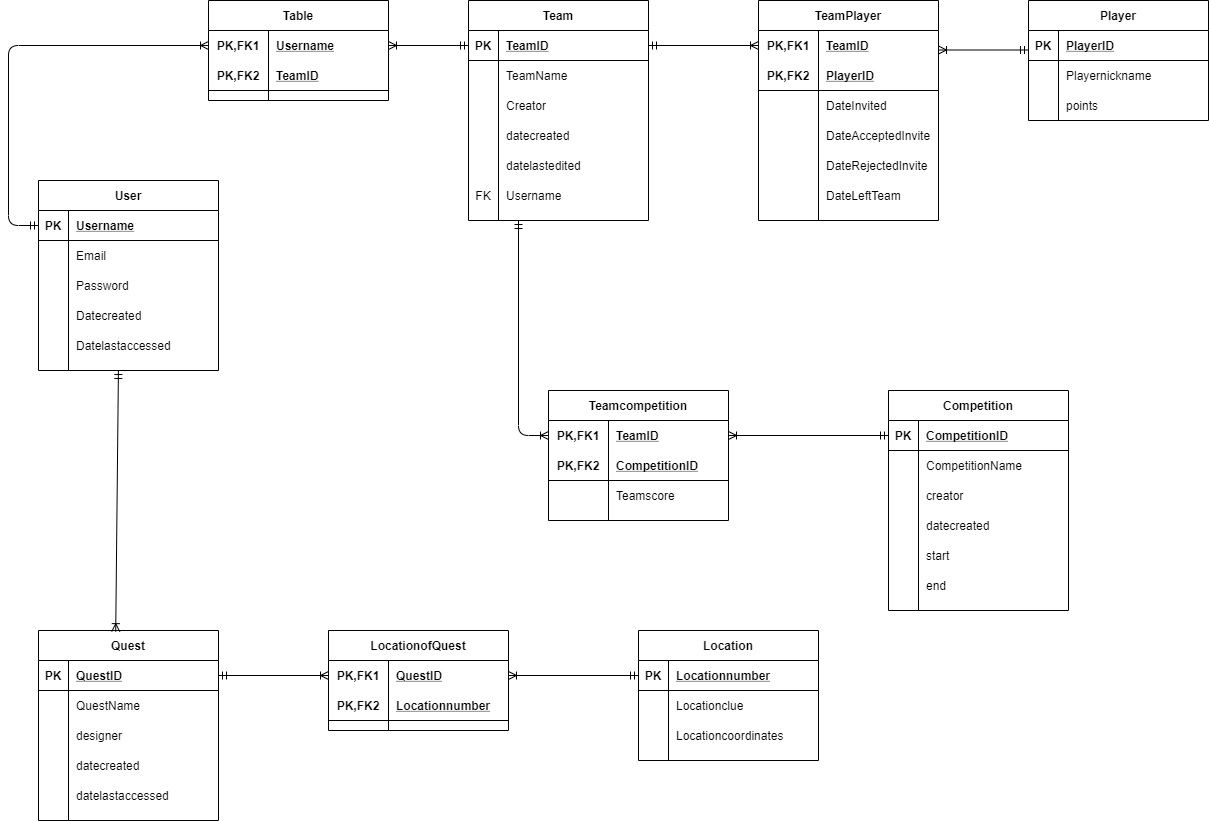 Table
PK,FK1 Username
PK,FK2 TeamID
Team
PK TeamID
TeamName
Creator
datecreated
datelastedited
FK Username
TeamPlayer
PK,FK1 TeamID
PK,FK2 PlayerID
DateInvited
DateAcceptedInvite
DateRejectedInvite
DateLeftTeam
Player
PK PlayerID
Playernickname
points
User
PK Username
Email
Password
Datecreated
Datelastaccessed
Teamcompetition
PK,FK1 TeamID
PK,FK2 CompetitionID
Teamscore
Competition
PK CompetitionID
CompetitionName
creator
datecreated
start
end
Quest
PK QuestID
QuestName
designer
datecreated
datelastaccessed
LocationofQuest
PK,FK1 QuestID
PK,FK2 Locationnumber
Location
PK Locationnumber
Locationclue
Locationcoordinates